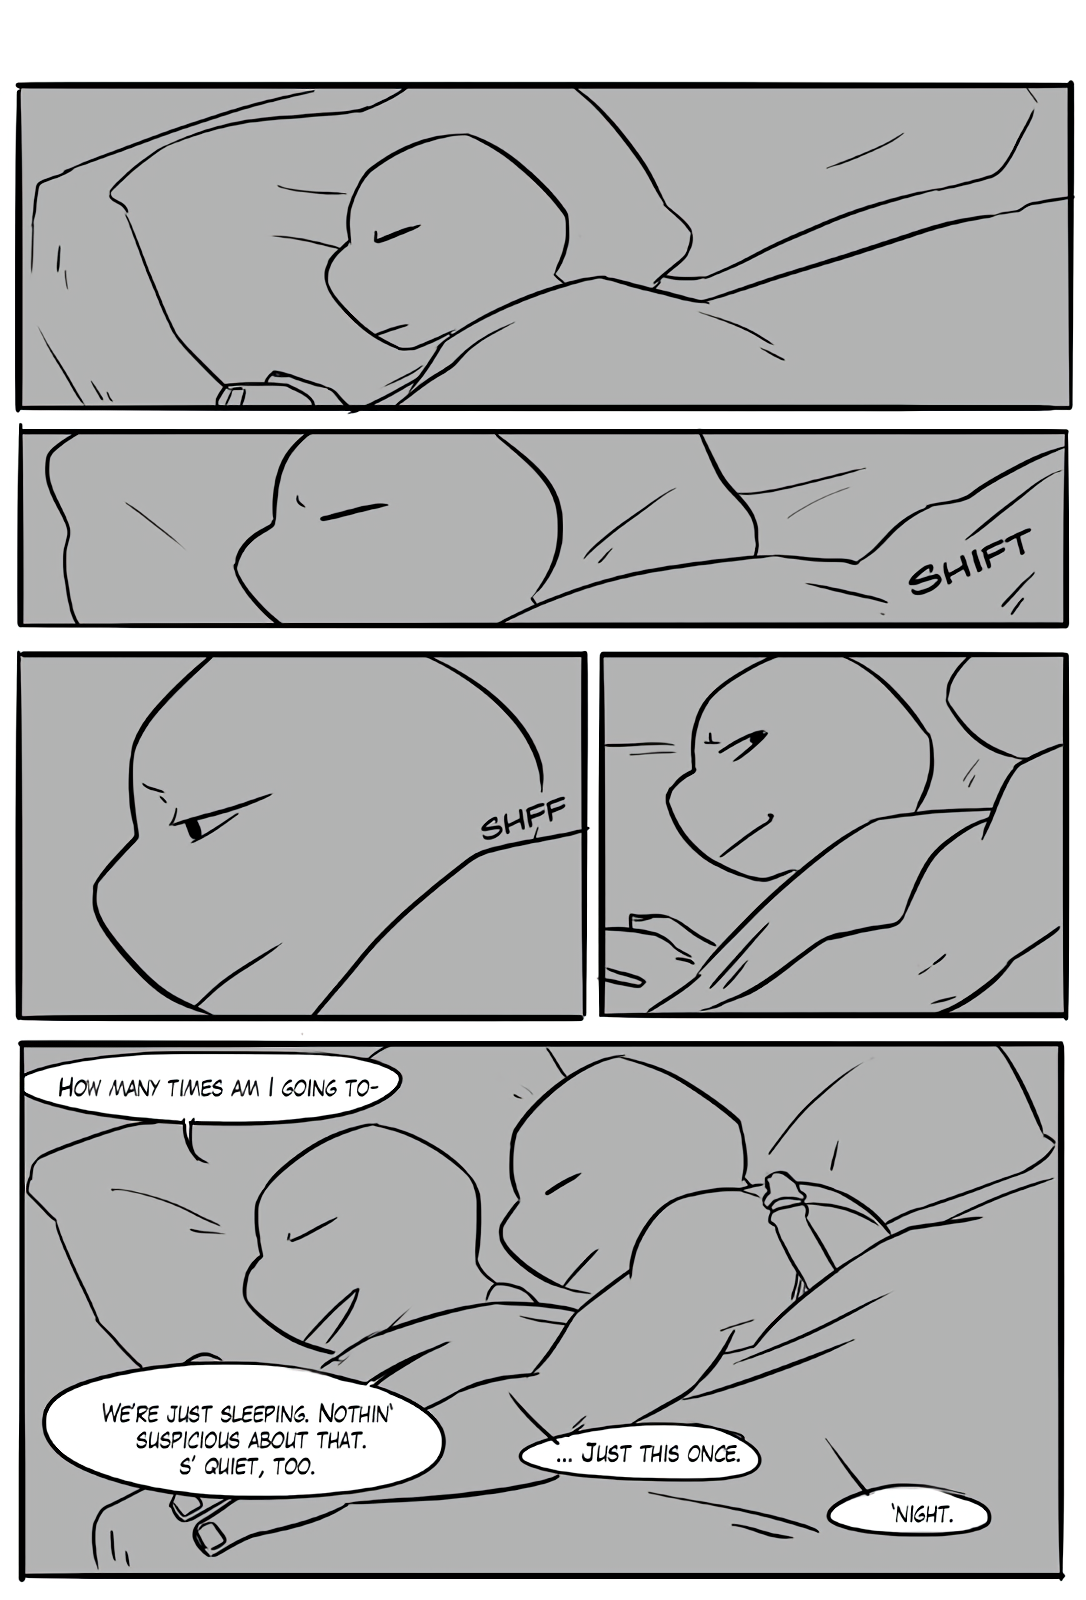 SHIFT
SHFF
HOW MANY TIMES AM I GOING TO-
WE'RE JUST SLEEPING. NOTHIN'
SUSPICIOUS ABOUT THAT.
S' QUIET, TOO.
... JUST THIS ONCE.
'NIGHT.